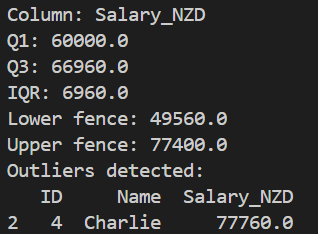 Column: Salary_NZD
Q1: 60000.0
Q3: 66960.0
IQR: 6960.0
Lower fence: 49560.0
Upper fence: 77400.0
Outliers detected:
   ID     Name  Salary_NZD
2   4  Charlie     77760.0